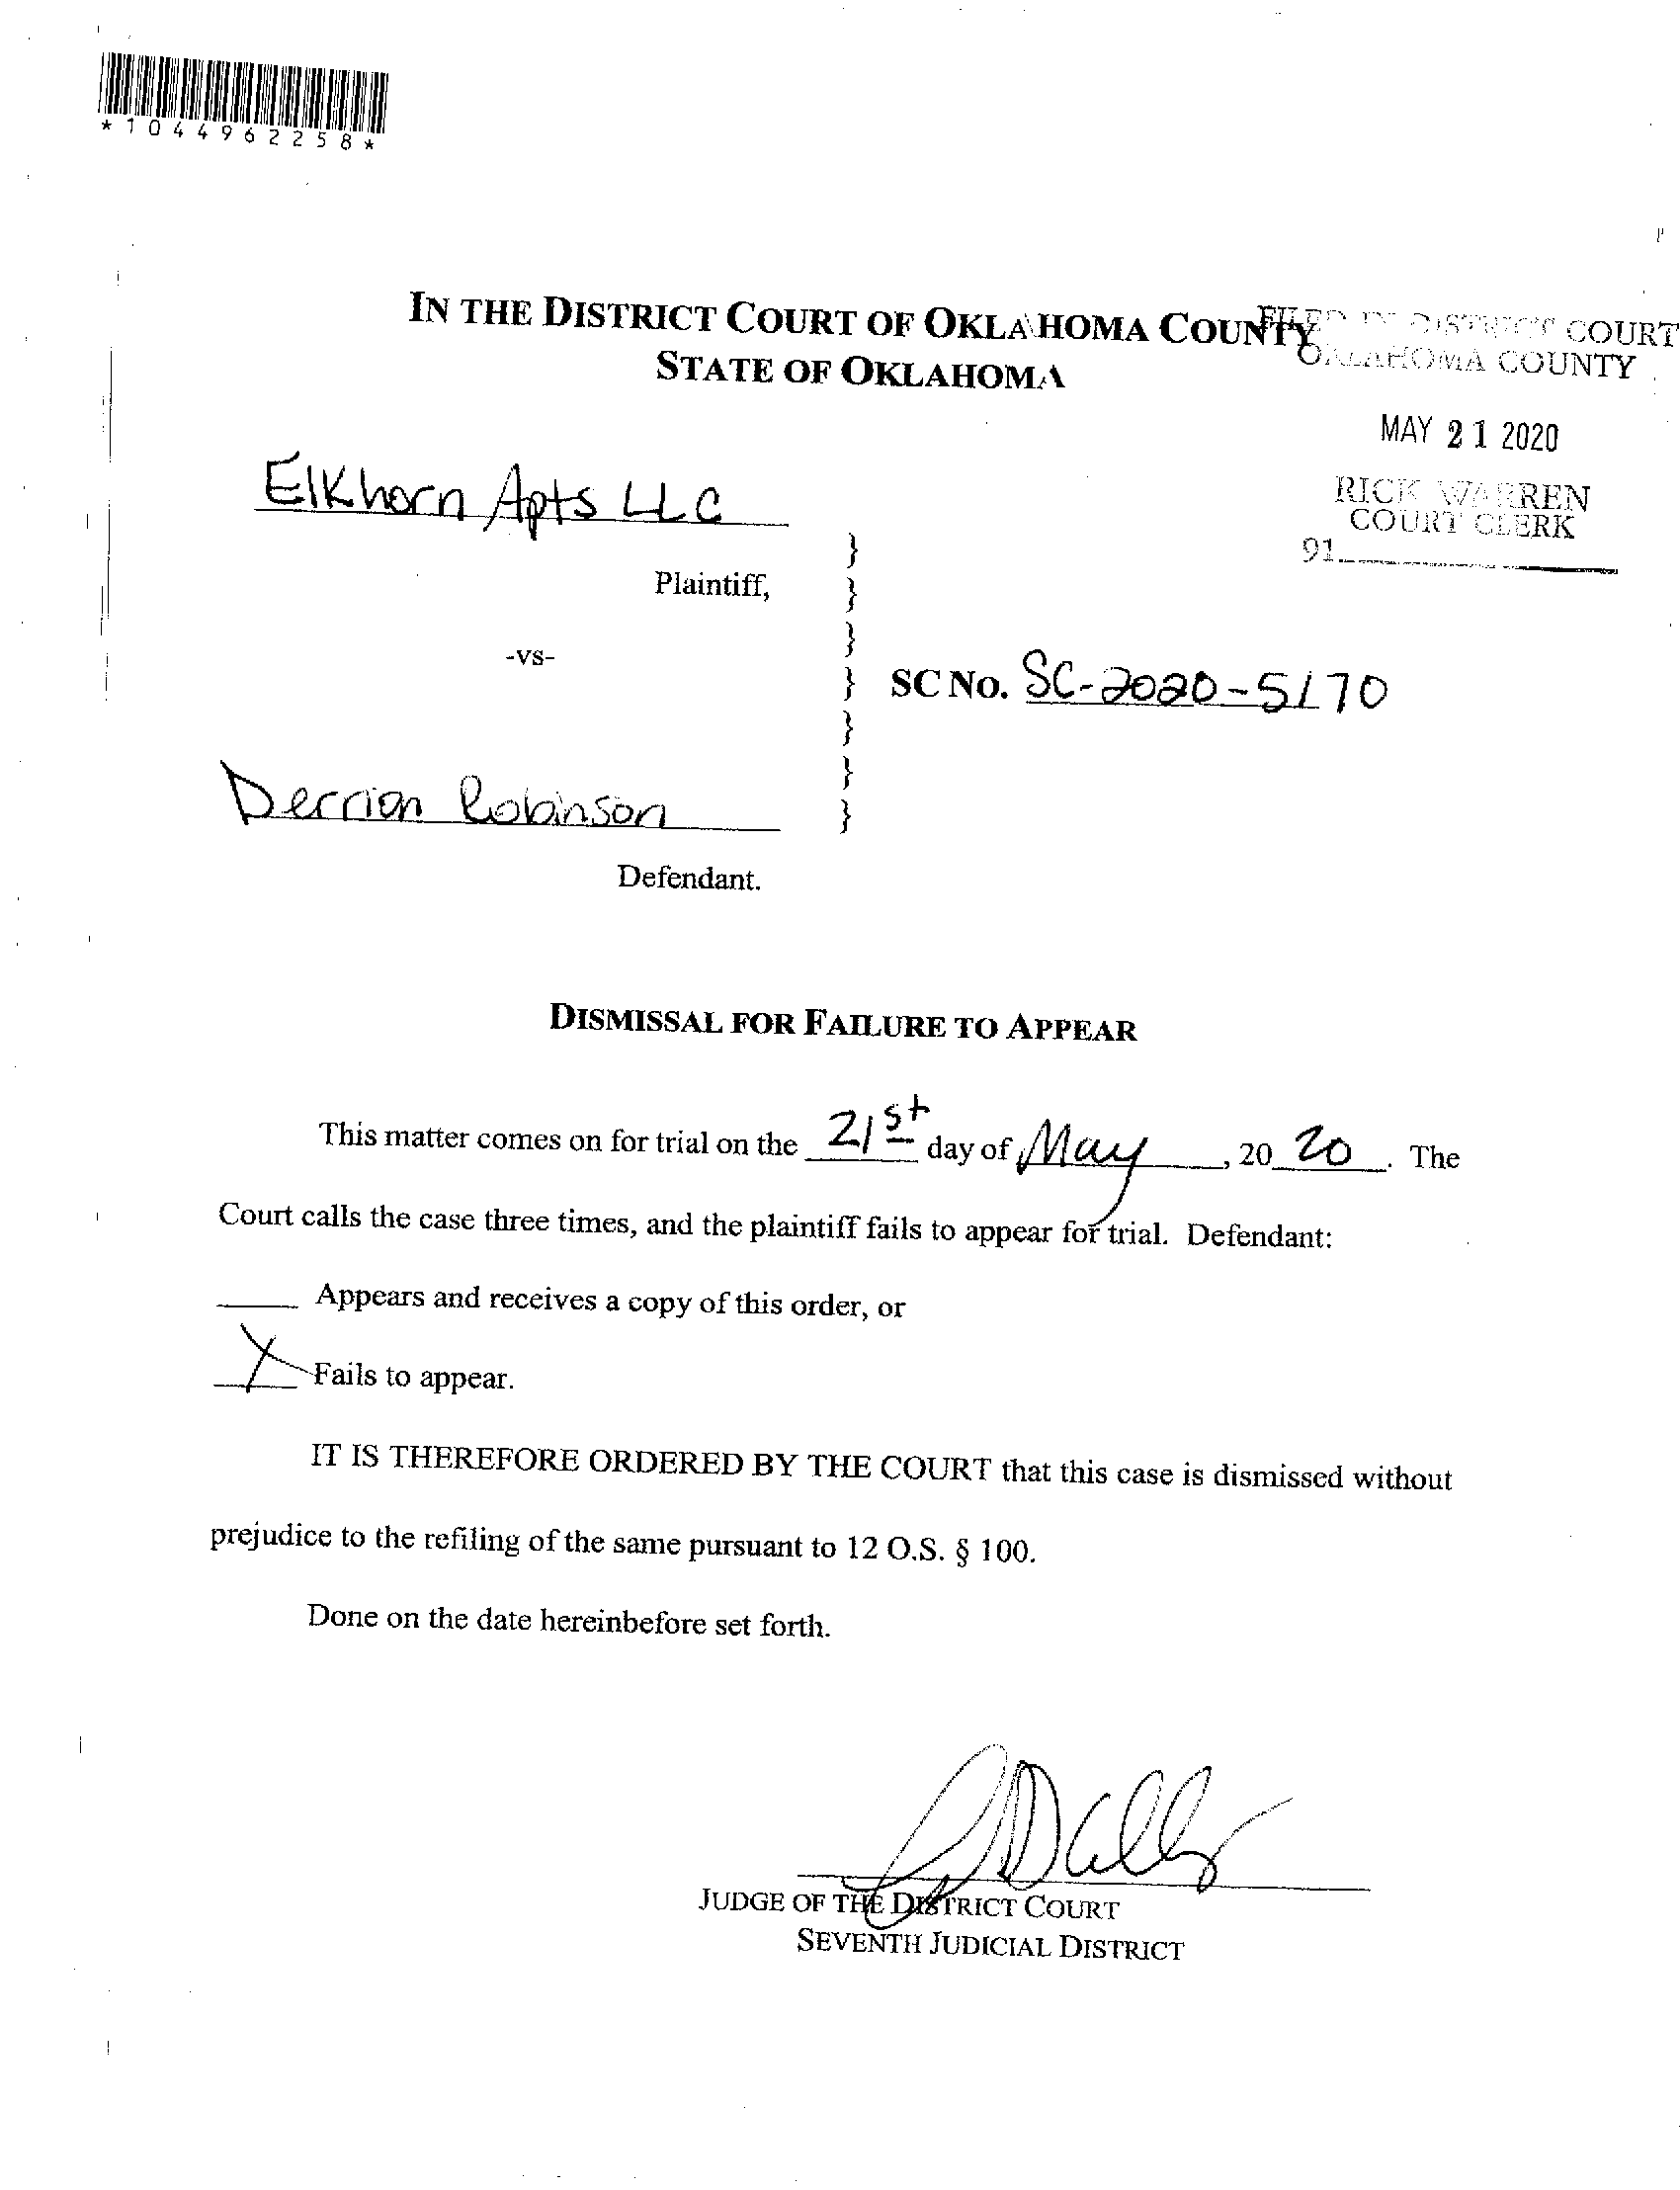 *1044962258*
IN THE DISTRICT COURT OF OKLAHOMA COUNTY
STATE OF OKLAHOMA
FILED IN DISTRICT COURT
OKLAHOMA COUNTY
MAY 21 2020
RICK WARREN
COURT CLERK
91
Elkhorn Apts LLC
Plaintiff,
}
}
}
}
}
}
}
-vs-
SC No. SC-2020-5170
Derrion Robinson
Defendant.
DISMISSAL FOR FAILURE TO APPEAR
This matter comes on for trial on the 21st day of May, 2020. The
Court calls the case three times, and the plaintiff fails to appear for trial. Defendant:
____ Appears and receives a copy of this order, or
X Fails to appear.
IT IS THEREFORE ORDERED BY THE COURT that this case is dismissed without
prejudice to the refiling of the same pursuant to 12 O.S. § 100.
Done on the date hereinbefore set forth.
JUDGE OF THE DISTRICT COURT
SEVENTH JUDICIAL DISTRICT